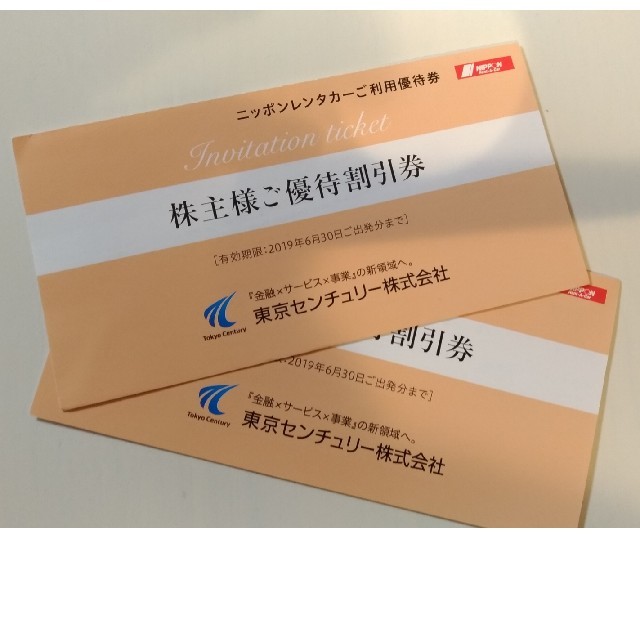 ニッポンレンタカーご利用優待券
NIPPON
Rent-A-Car
Invitation ticket
株主様ご優待割引券
[有効期限:2019年6月30日ご出発分まで]
『金融×サービス×事業』の新領域へ。
東京センチュリー株式会社
Tokyo Century
割引券
:2019年6月30日ご出発分まで]
『金融×サービス×事業』の新領域へ。
東京センチュリー株式会社
Tokyo Century
NIPPON
Rent-A-Car